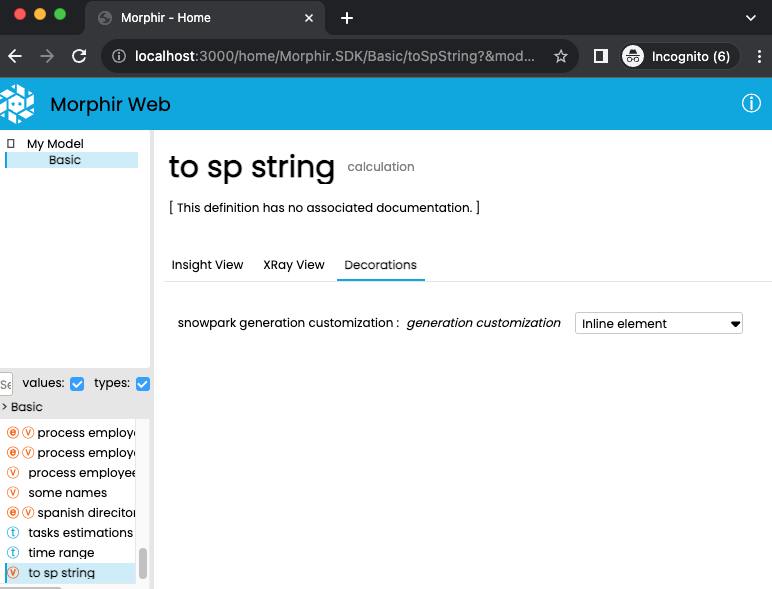 Morphir - Home
localhost:3000/home/Morphir.SDK/Basic/toSpString?&mod...
Incognito (6)
Morphir Web
My Model
Basic
to sp string calculation
[ This definition has no associated documentation. ]
Insight View XRay View Decorations
snowpark generation customization : generation customization Inline element
Se values: types:
> Basic
e v process employe
e v process employe
v process employee
v some names
e v spanish direcitor
t tasks estimations
t time range
v to sp string